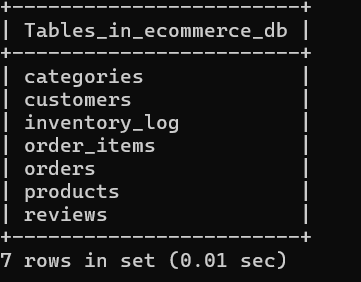 +------------------------+
| Tables_in_ecommerce_db |
+------------------------+
| categories             |
| customers              |
| inventory_log          |
| order_items            |
| orders                 |
| products               |
| reviews                |
+------------------------+
7 rows in set (0.01 sec)